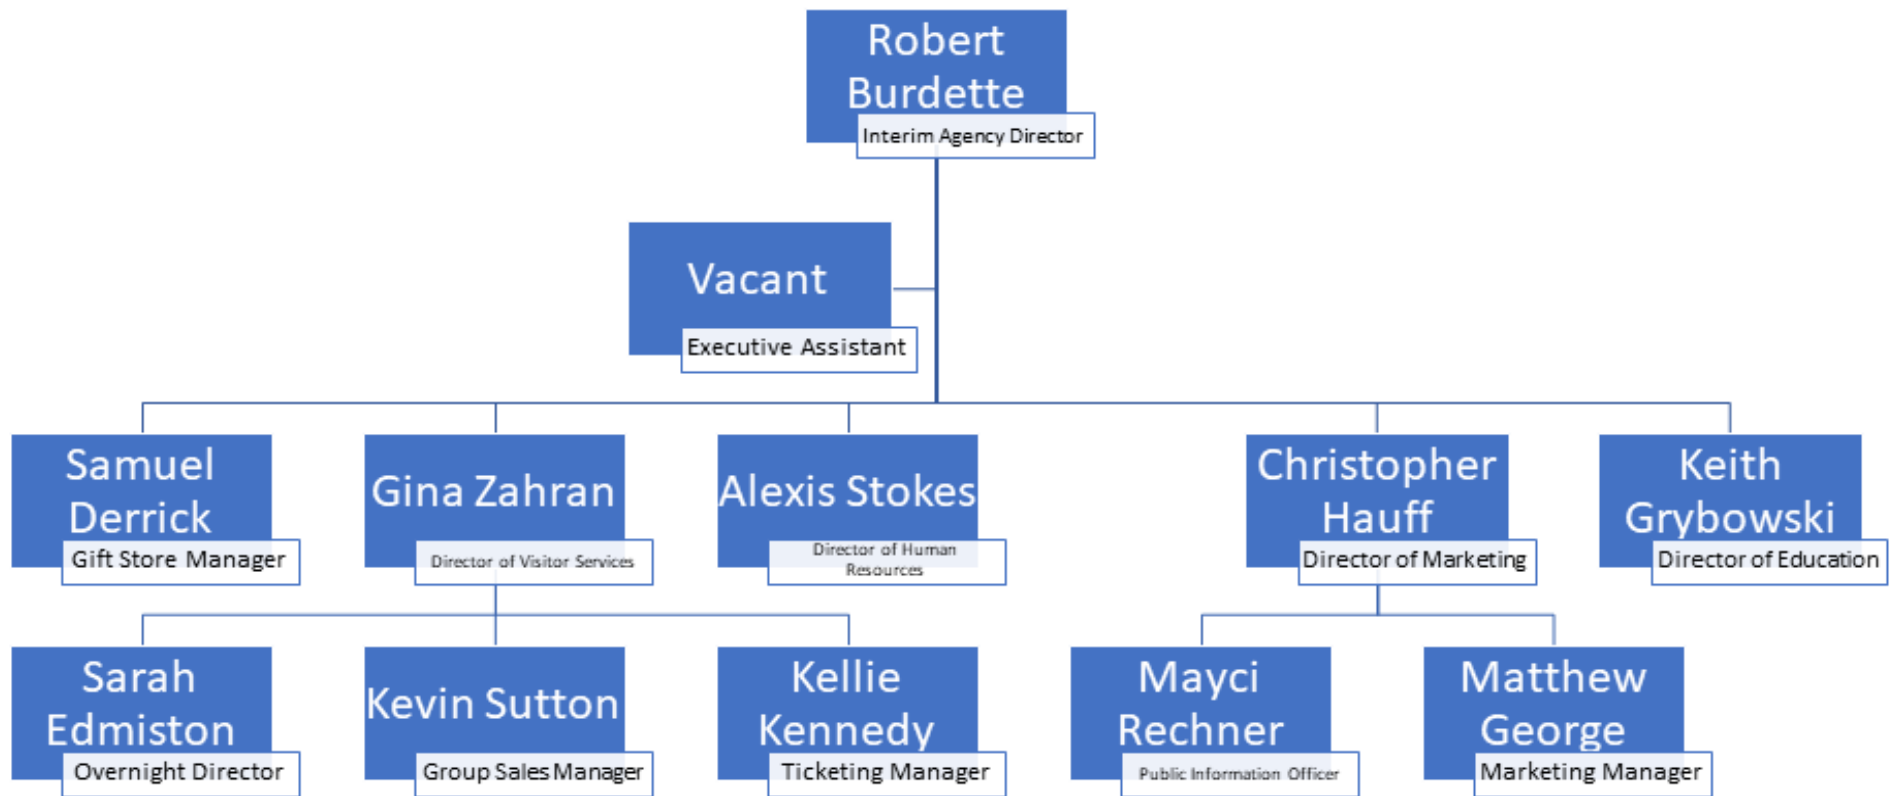 Robert
Burdette
Interim Agency Director
Vacant
Executive Assistant
Samuel
Derrick
Gift Store Manager
Gina Zahran
Director of Visitor Services
Alexis Stokes
Director of Human
Resources
Christopher
Hauff
Director of Marketing
Keith
Grybowski
Director of Education
Sarah
Edmiston
Overnight Director
Kevin Sutton
Group Sales Manager
Kellie
Kennedy
Ticketing Manager
Mayci
Rechner
Public Information Officer
Matthew
George
Marketing Manager